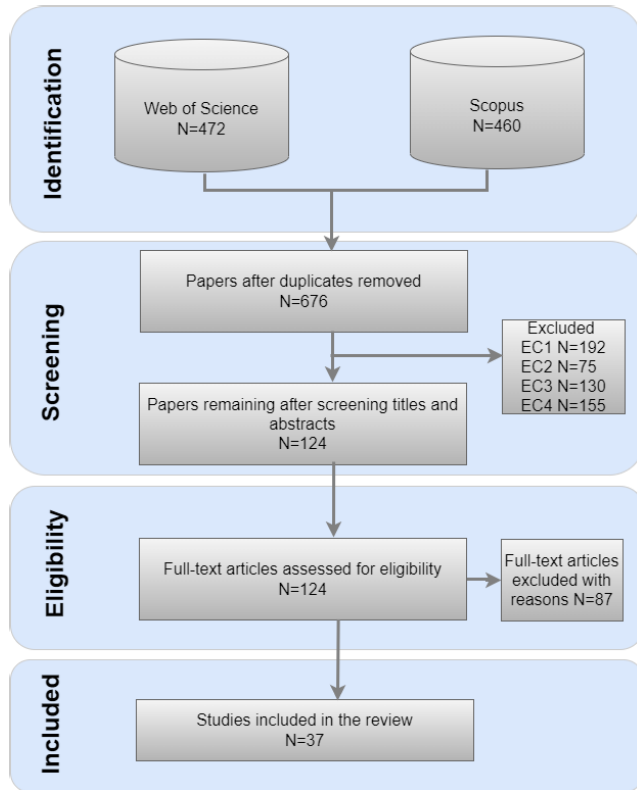 Identification
Web of Science
N=472
Scopus
N=460
Screening
Papers after duplicates removed
N=676
Excluded
EC1 N=192
EC2 N=75
EC3 N=130
EC4 N=155
Papers remaining after screening titles and
abstracts
N=124
Eligibility
Full-text articles assessed for eligibility
N=124
Full-text articles
excluded with
reasons N=87
Included
Studies included in the review
N=37